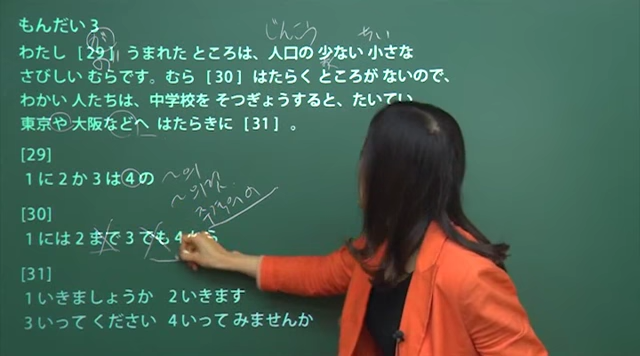 もんだい 3
じんこう ちい
わたし [ 29 ] うまれた ところは、人口の 少ない 小さな
さびしい むらです。むら [ 30 ] はたらく ところが ないので、
わかい 人たちは、中学校を そつぎょうすると、たいてい
東京や 大阪などへ はたらきに [ 31 ] 。
[29]
1 に 2 か 3 は 4 の
[30]
1 には 2 まで 3 でも 4 から
[31]
1 いきましょうか 2 いきます
3 いって ください 4 いって みませんか